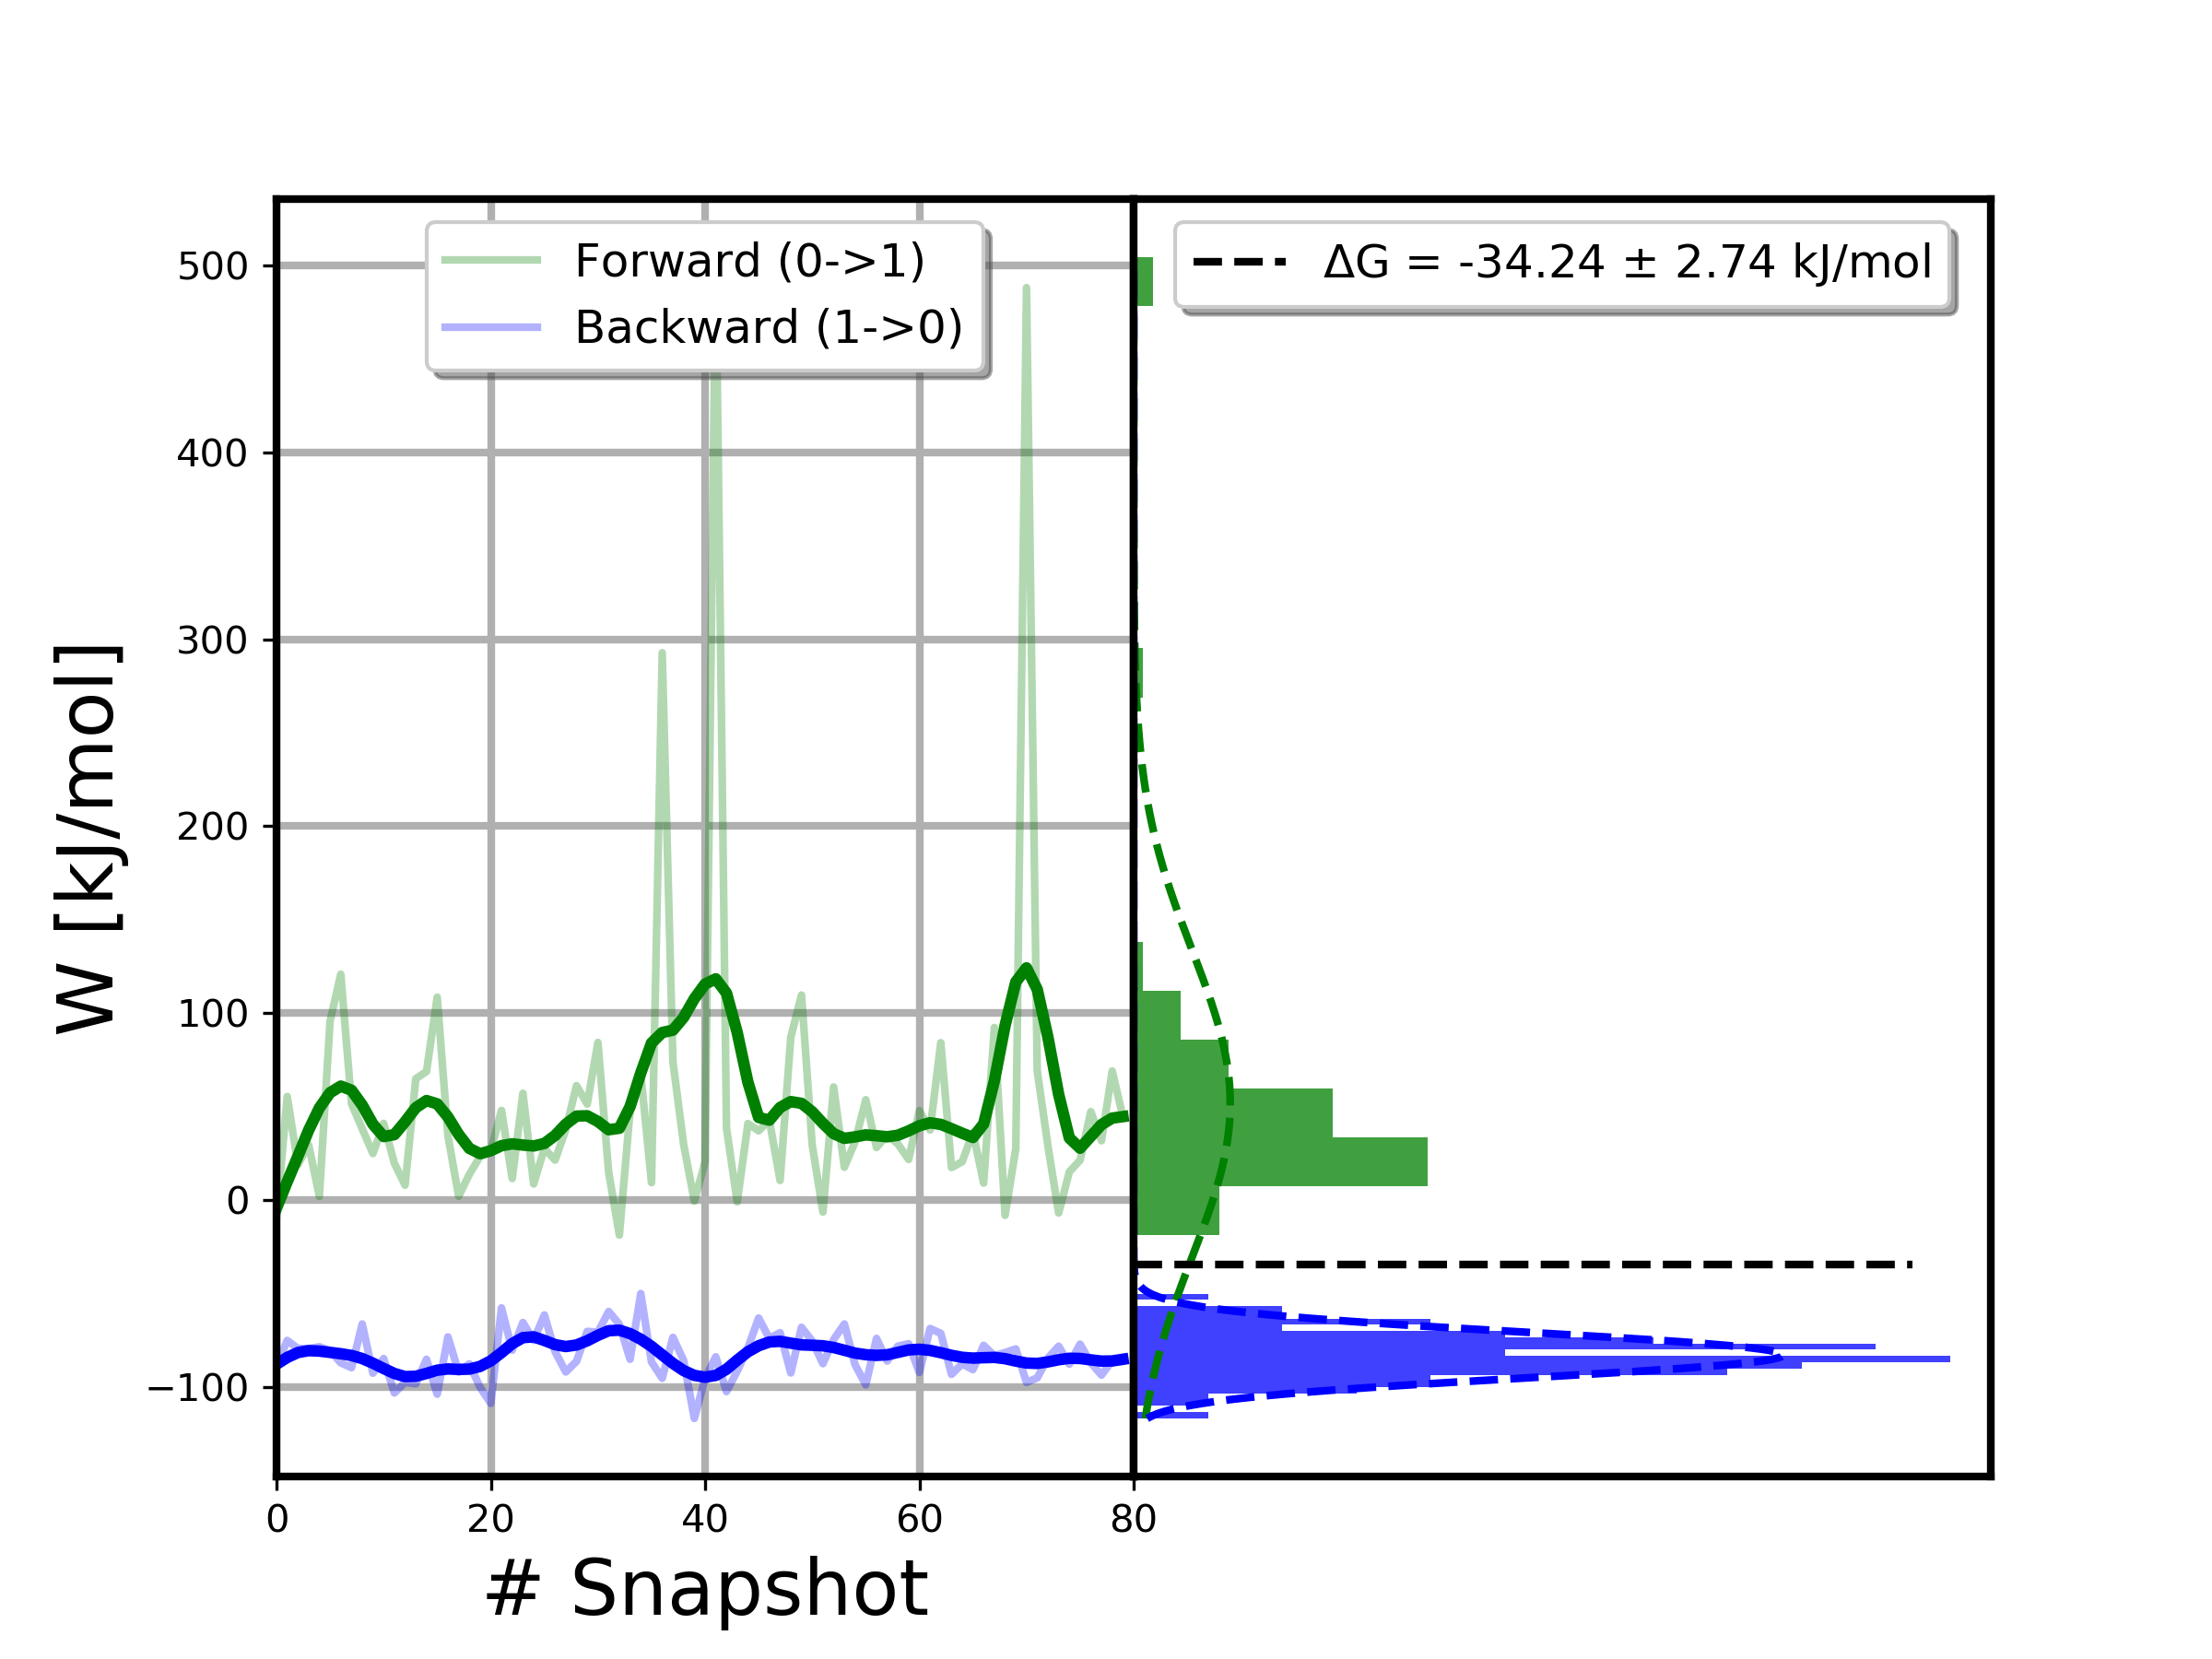 Forward (0->1)
Backward (1->0)
ΔG = -34.24 ± 2.74 kJ/mol
500
400
300
200
100
0
−100
W [kJ/mol]
0 20 40 60 80
# Snapshot